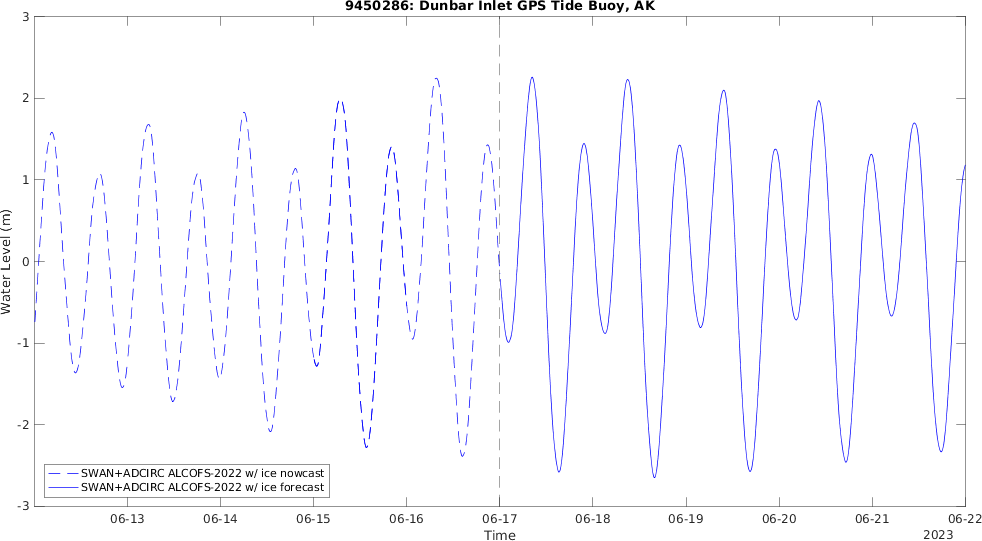 9450286: Dunbar Inlet GPS Tide Buoy, AK
3
2
1
0
-1
-2
-3
Water Level (m)
SWAN+ADCIRC ALCOFS-2022 w/ ice nowcast
SWAN+ADCIRC ALCOFS-2022 w/ ice forecast
06-13 06-14 06-15 06-16 06-17 06-18 06-19 06-20 06-21 06-22
Time
2023